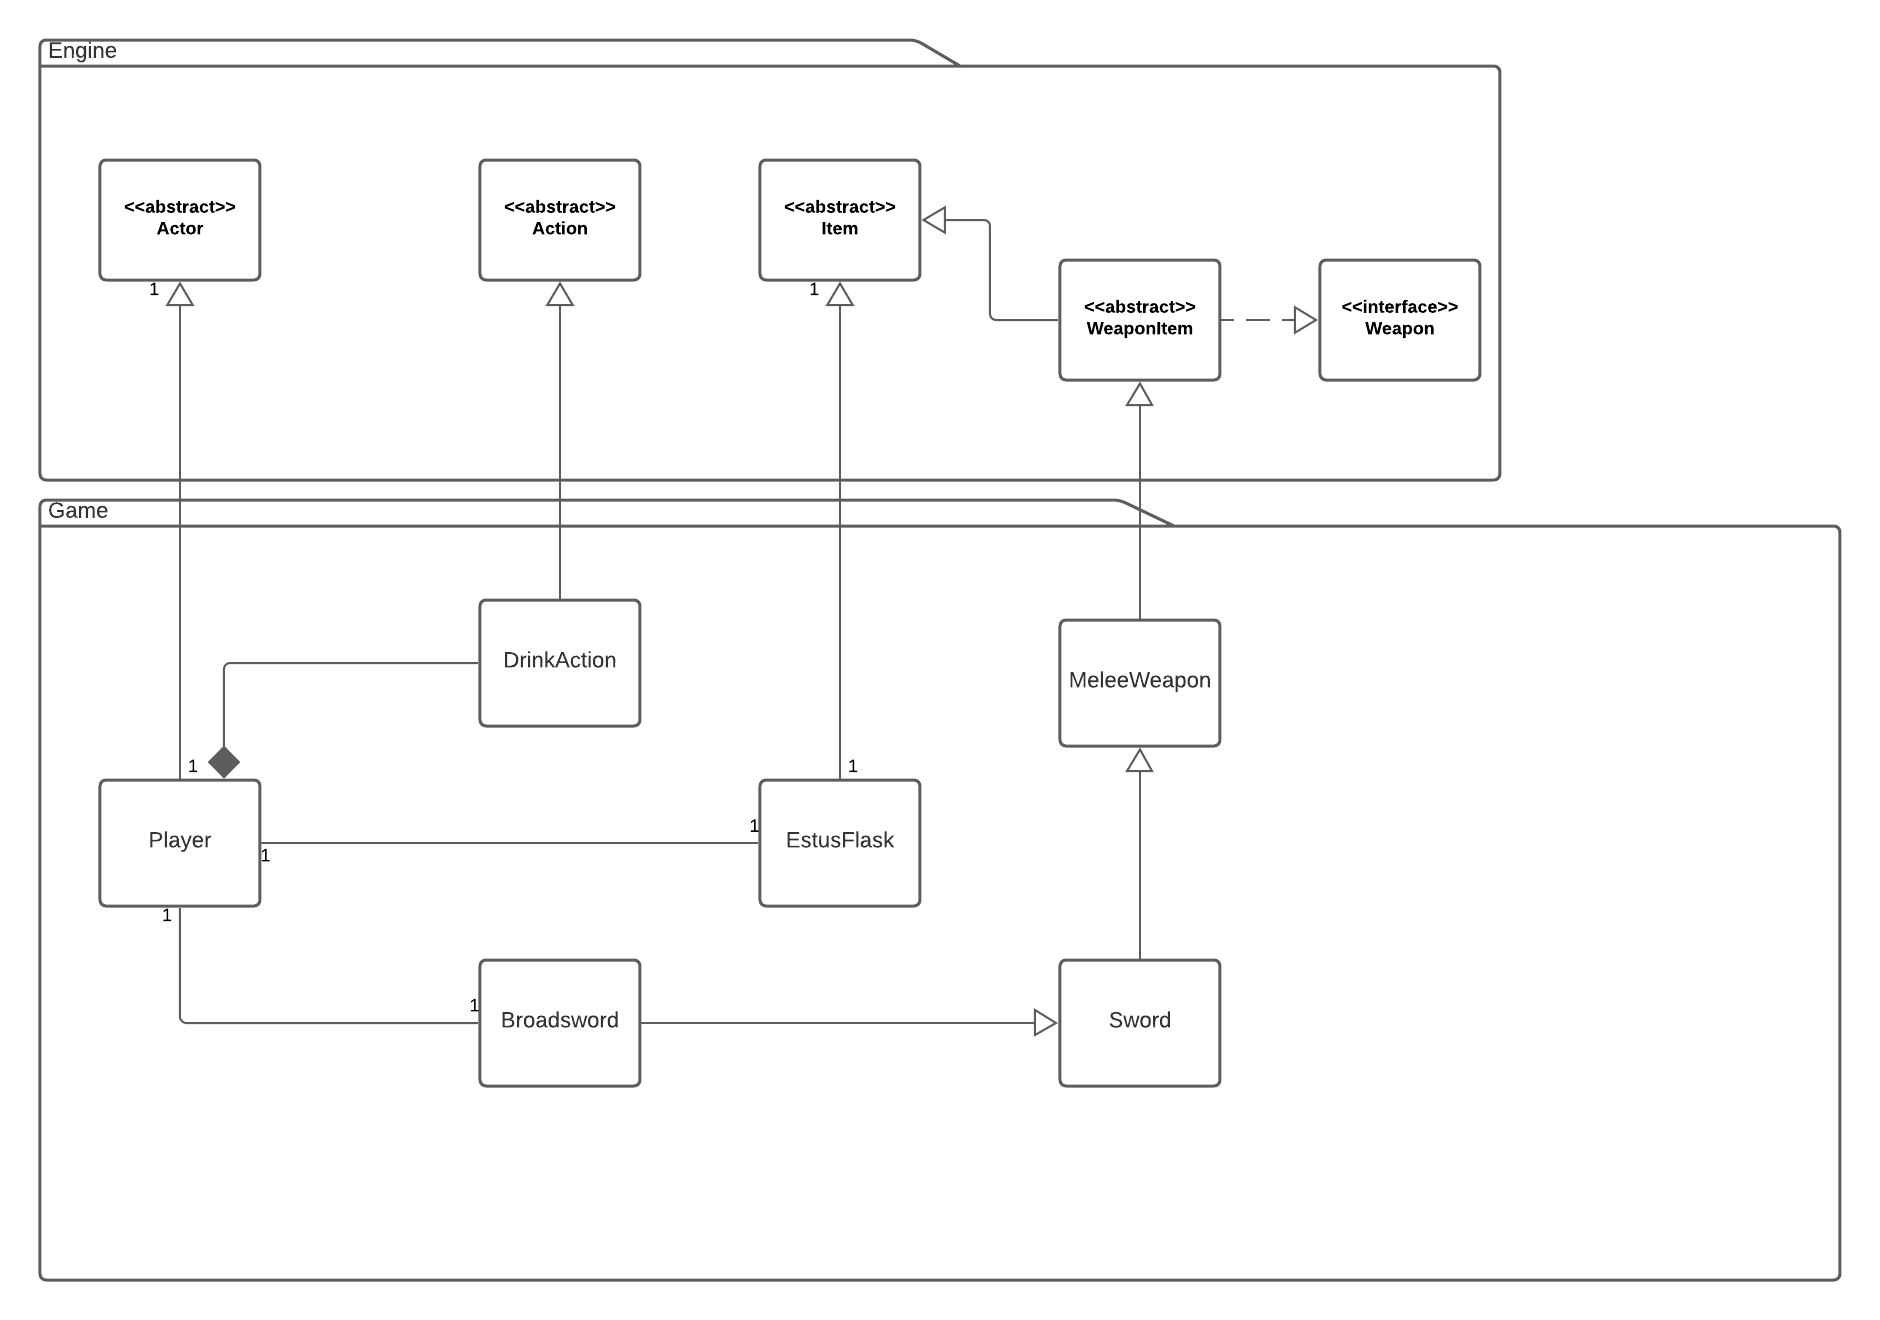 Engine
<<abstract>>
Actor
<<abstract>>
Action
<<abstract>>
Item
<<abstract>>
WeaponItem
<<interface>>
Weapon
1
1
Game
DrinkAction
MeleeWeapon
1
1
Player
1
1
EstusFlask
1
1
Broadsword
Sword